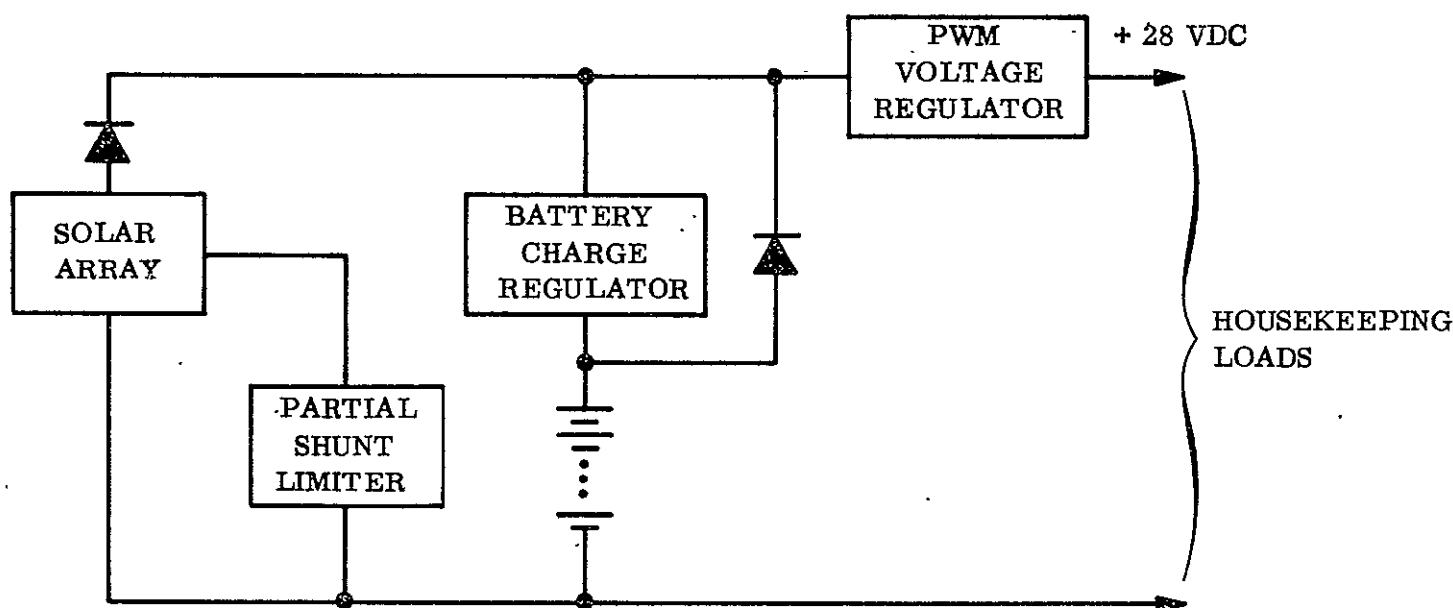 PWM
VOLTAGE
REGULATOR
+ 28 VDC
SOLAR
ARRAY
BATTERY
CHARGE
REGULATOR
HOUSEKEEPING
LOADS
PARTIAL
SHUNT
LIMITER